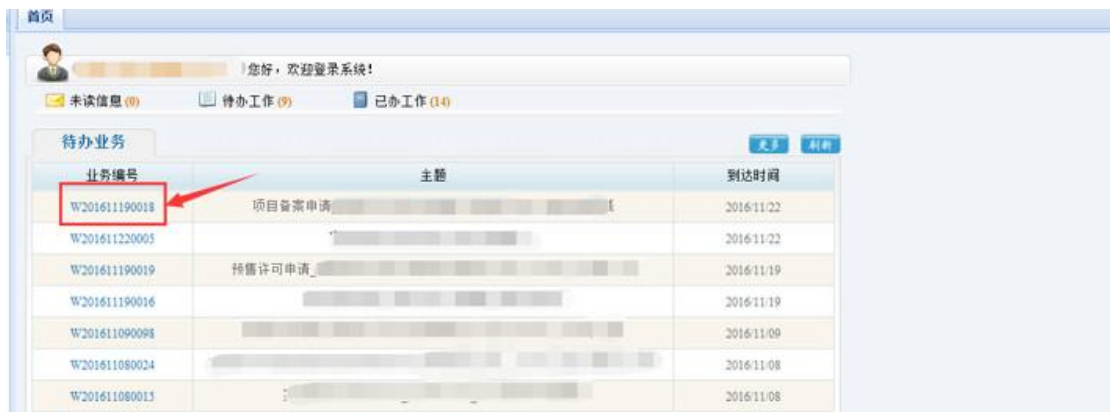 首页
您好，欢迎登录系统！
未读信息(0) 待办工作(9) 已办工作(14)
待办业务 更多 刷新
业务编号 主题 到达时间
W201611190018 项目备案申请 2016/11/22
W201611220005 2016/11/22
W201611190019 预售许可申请_ 2016/11/19
W201611190016 2016/11/19
W201611090098 2016/11/09
W201611080024 2016/11/08
W201611080015 2016/11/08